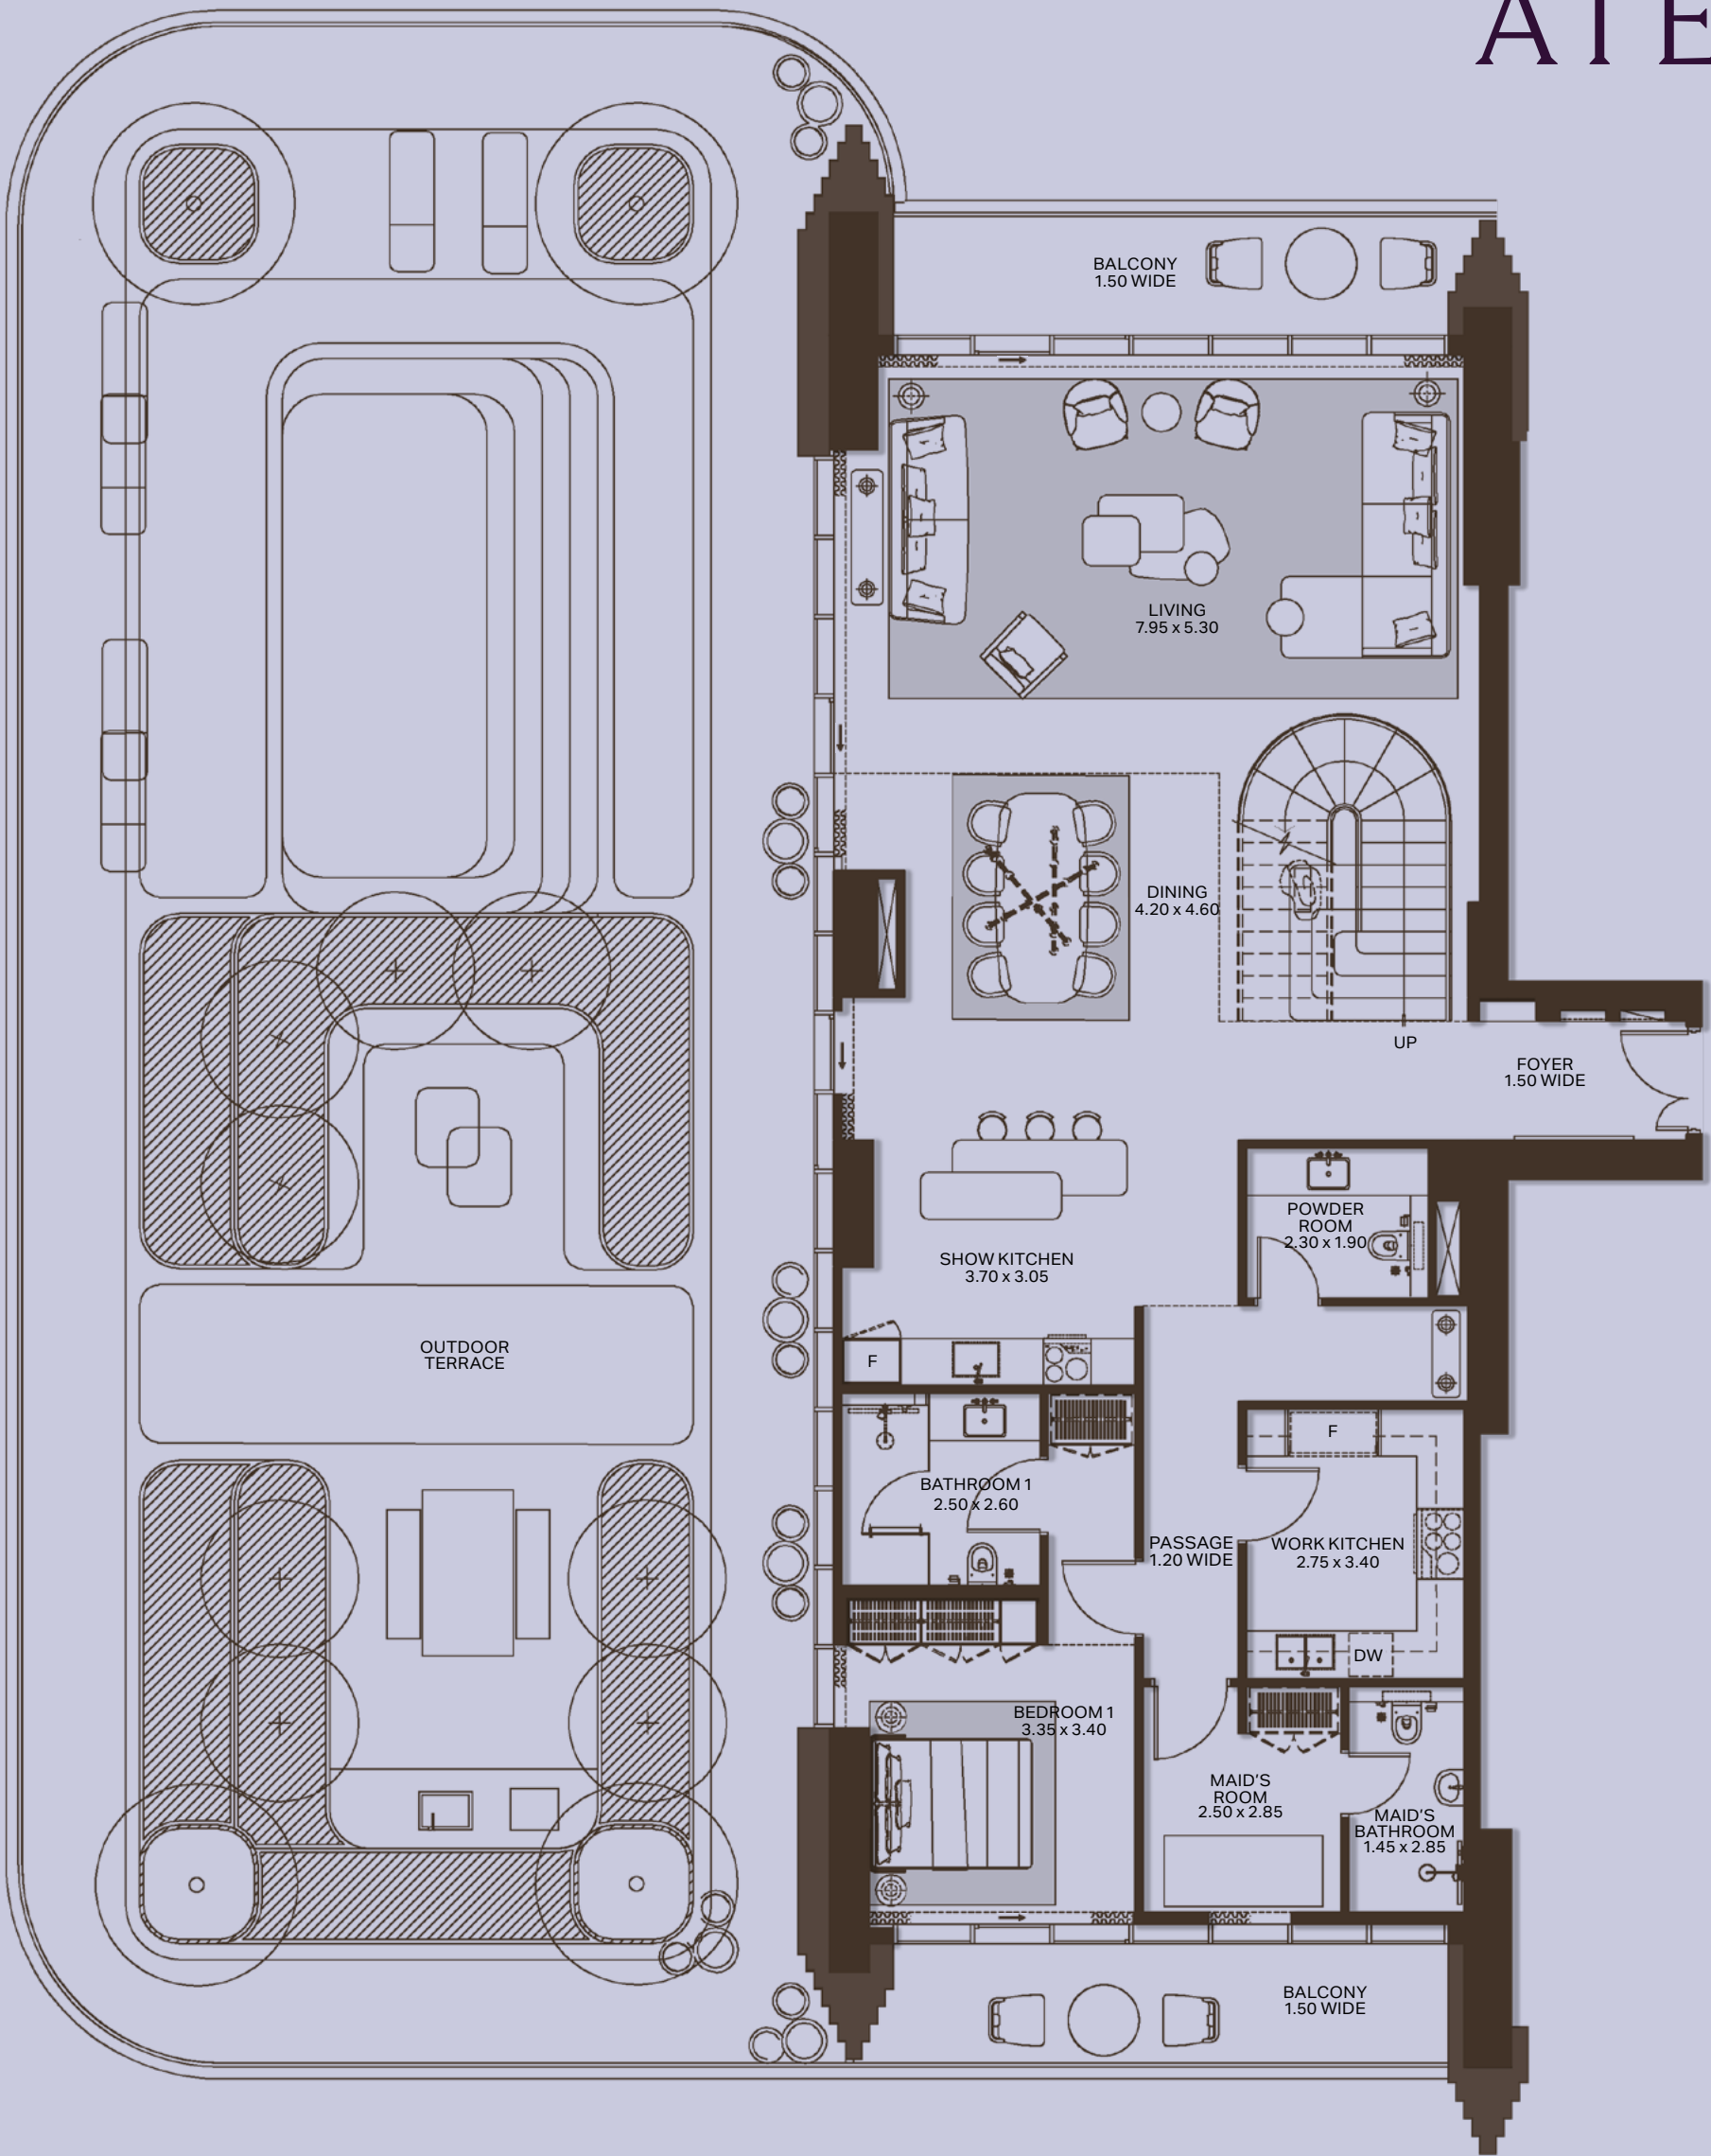 ATE
BALCONY
1.50 WIDE
LIVING
7.95 x 5.30
DINING
4.20 x 4.60
UP
FOYER
1.50 WIDE
POWDER
ROOM
2.30 x 1.90
SHOW KITCHEN
3.70 x 3.05
OUTDOOR
TERRACE
F
F
BATHROOM 1
2.50 x 2.60
PASSAGE
1.20 WIDE
WORK KITCHEN
2.75 x 3.40
DW
BEDROOM 1
3.35 x 3.40
MAID'S
ROOM
2.50 x 2.85
MAID'S
BATHROOM
1.45 x 2.85
BALCONY
1.50 WIDE